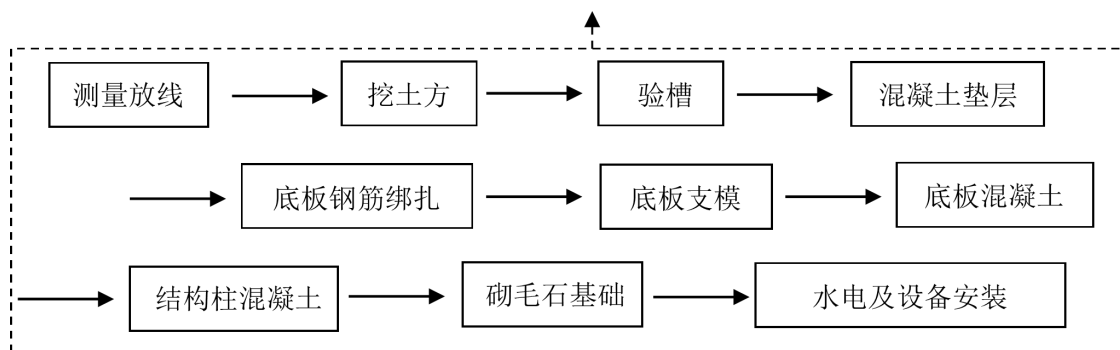 测量放线 挖土方 验槽 混凝土垫层
底板钢筋绑扎 底板支模 底板混凝土
结构柱混凝土 砌毛石基础 水电及设备安装